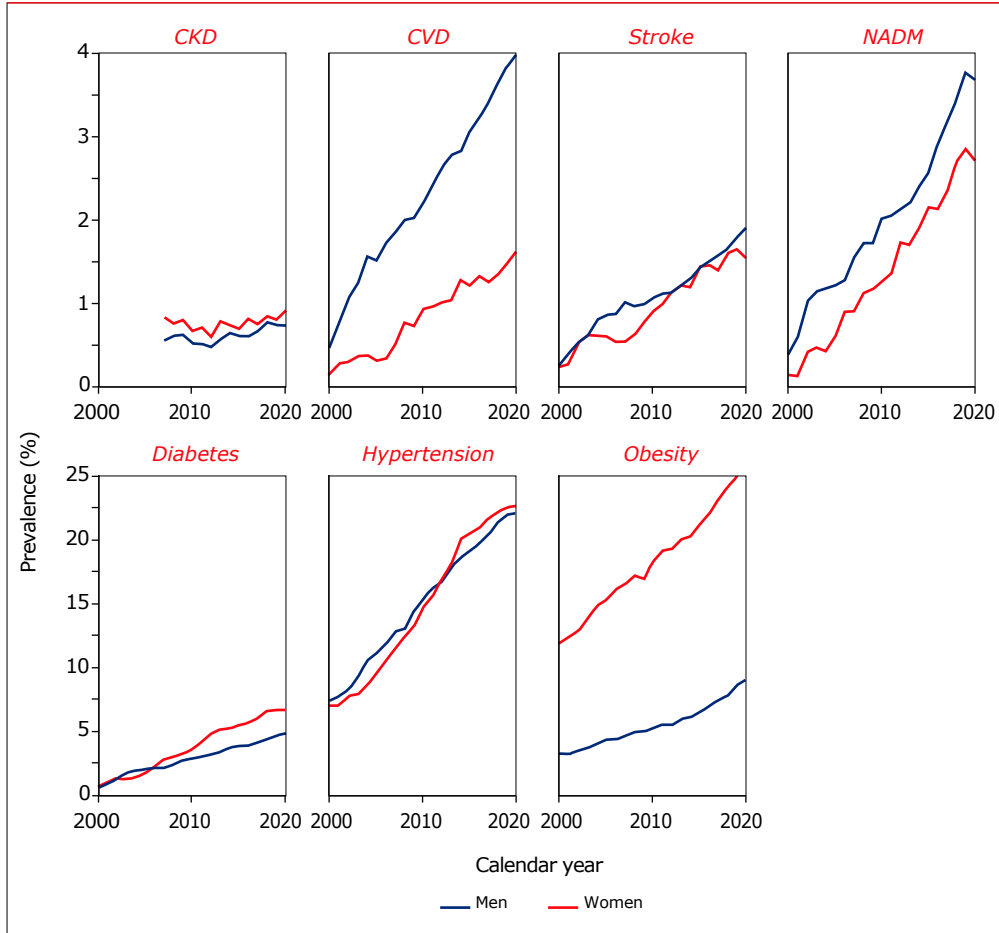 CKD CVD Stroke NADM
4
3
2
1
0
2000 2010 2020 2000 2010 2020 2000 2010 2020 2000 2010 2020
Prevalence (%)
Diabetes Hypertension Obesity
25
20
15
10
5
0
2000 2010 2020 2000 2010 2020 2000 2010 2020
Calendar year
Men Women